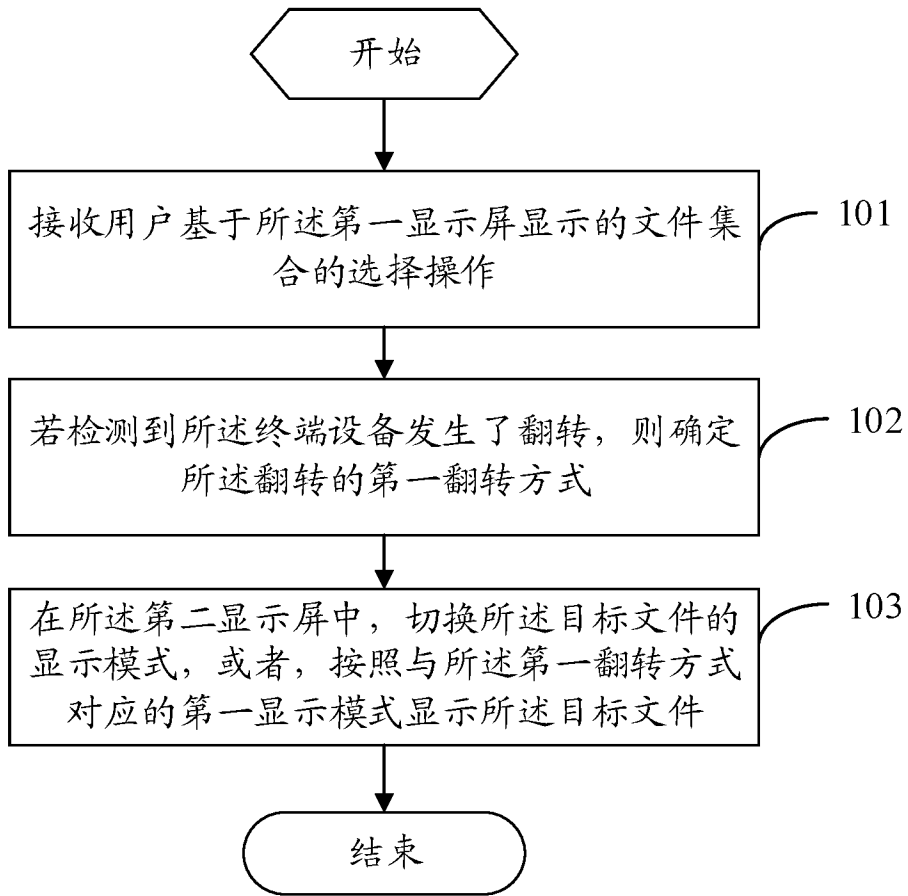 开始
接收用户基于所述第一显示屏显示的文件集
合的选择操作
101
若检测到所述终端设备发生了翻转，则确定
所述翻转的第一翻转方式
102
在所述第二显示屏中，切换所述目标文件的
显示模式，或者，按照与所述第一翻转方式
对应的第一显示模式显示所述目标文件
103
结束